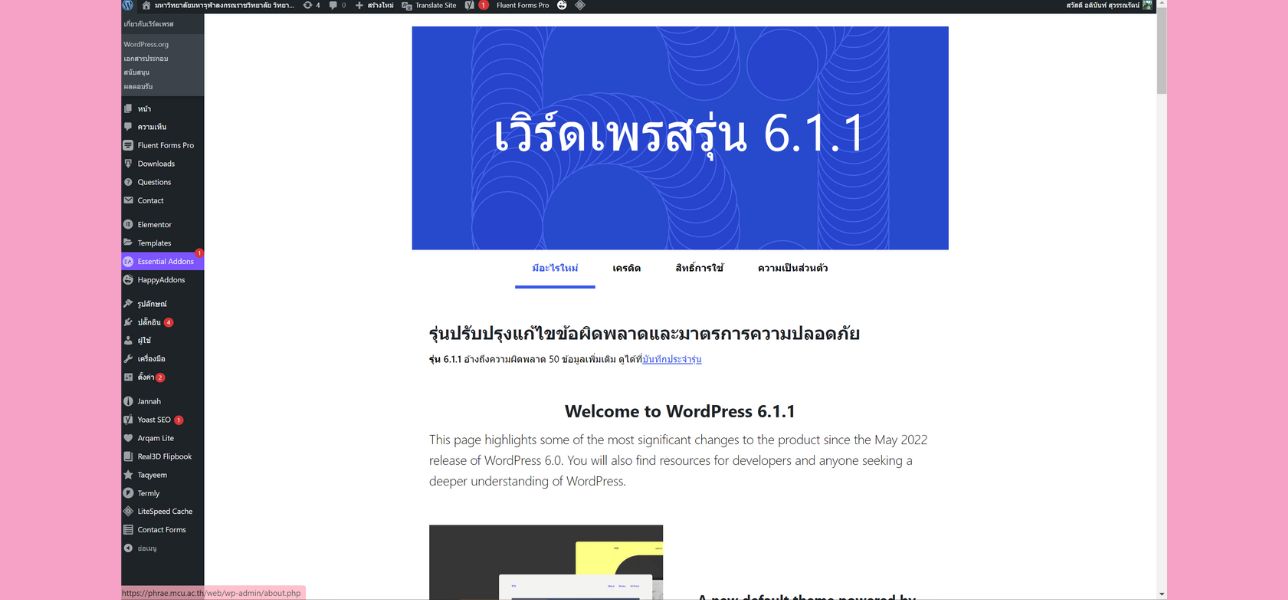 มหาวิทยาลัยมหาจุฬาลงกรณราชวิทยาลัย วิทยา... 4 0 + สร้างใหม่ Translate Site 1 Fluent Forms Pro
สวัสดี อดินันท์ สุวรรณรัตน์
เกี่ยวกับเวิร์ดเพรส
WordPress.org
เอกสารประกอบ
สนับสนุน
ผลตอบรับ
หน้า
ความเห็น
Fluent Forms Pro
Downloads
Questions
Contact
Elementor
Templates
Essential Addons 1
HappyAddons
รูปลักษณ์
ปลั๊กอิน 4
ผู้ใช้
เครื่องมือ
ตั้งค่า 2
Jannah
Yoast SEO 1
Arqam Lite
Real3D Flipbook
Taqyeem
Termly
LiteSpeed Cache
Contact Forms
ย่อเมนู
https://phrae.mcu.ac.th/web/wp-admin/about.php
เวิร์ดเพรสรุ่น 6.1.1
มีอะไรใหม่ เครดิต สิทธิ์การใช้ ความเป็นส่วนตัว
รุ่นปรับปรุงแก้ไขข้อผิดพลาดและมาตรการความปลอดภัย
รุ่น 6.1.1 อ้างถึงความผิดพลาด 50 ข้อมูลเพิ่มเติม ดูได้ที่บันทึกประจำรุ่น
Welcome to WordPress 6.1.1
This page highlights some of the most significant changes to the product since the May 2022
release of WordPress 6.0. You will also find resources for developers and anyone seeking a
deeper understanding of WordPress.
A new default theme powered by